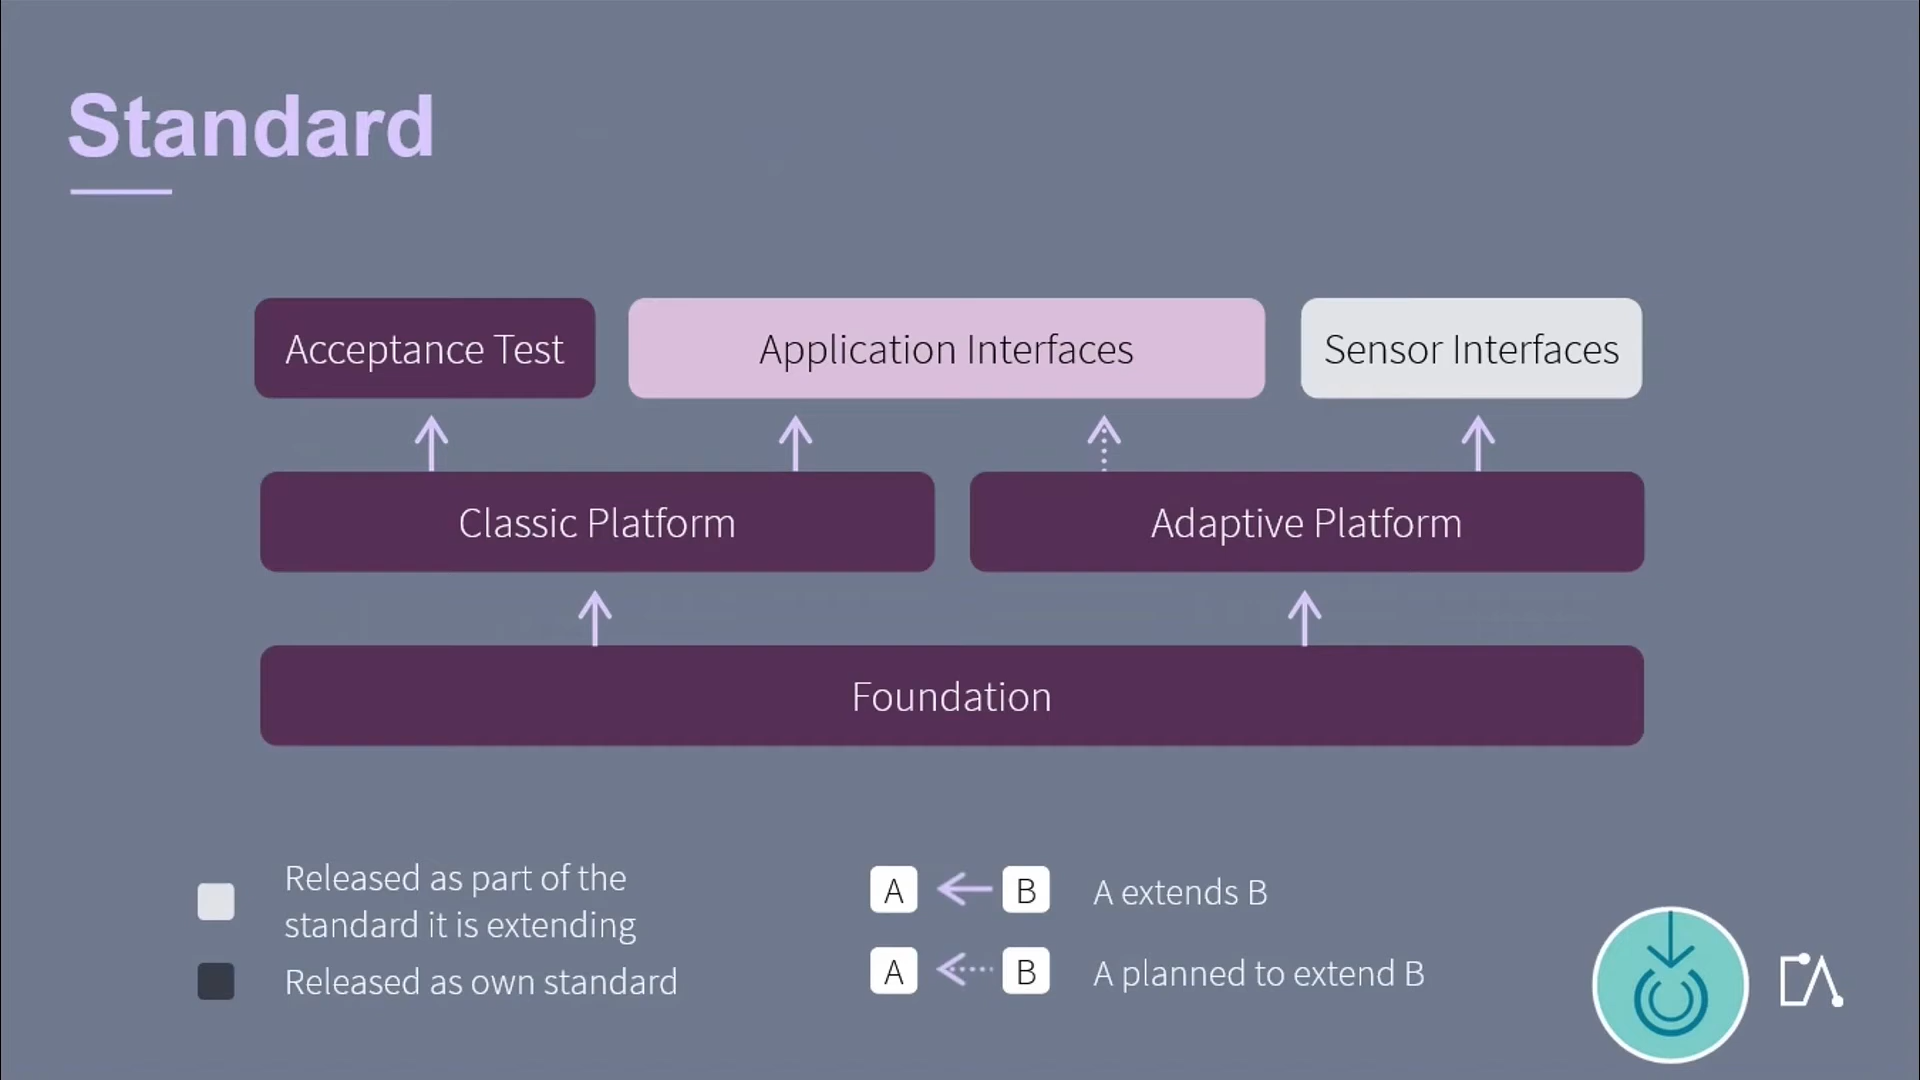 Standard
Acceptance Test
Application Interfaces
Sensor Interfaces
Classic Platform
Adaptive Platform
Foundation
Released as part of the
standard it is extending
Released as own standard
A B A extends B
A B A planned to extend B